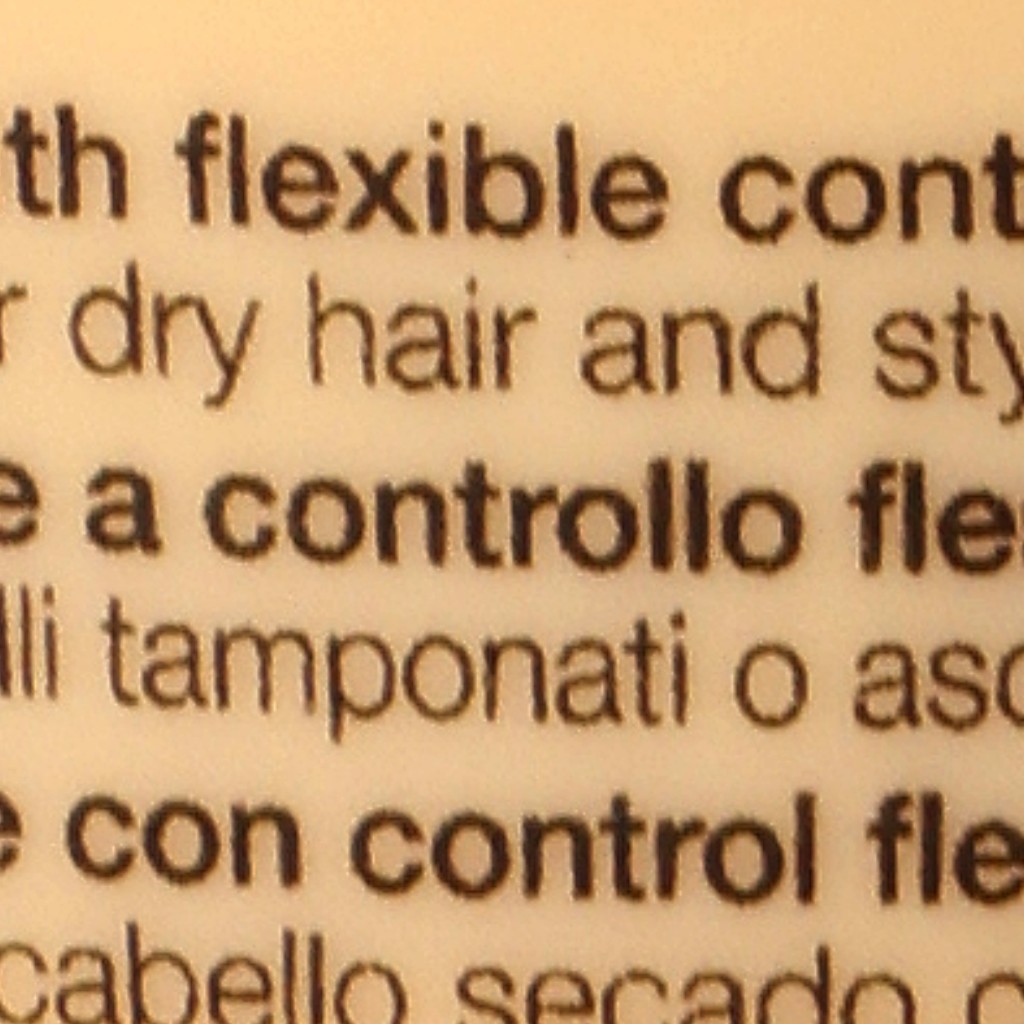 th flexible cont
r dry hair and sty
e a controllo fle
lli tamponati o asc
e con control fle
cabello secado